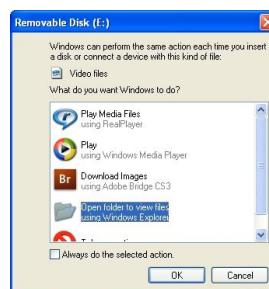 Removable Disk (E:)
Windows can perform the same action each time you insert
a disk or connect a device with this kind of file:
Video files
What do you want Windows to do?
Play Media Files
using RealPlayer
Play
using Windows Media Player
Br
Download Images
using Adobe Bridge CS3
Open folder to view files
using Windows Explorer
Always do the selected action.
OK
Cancel